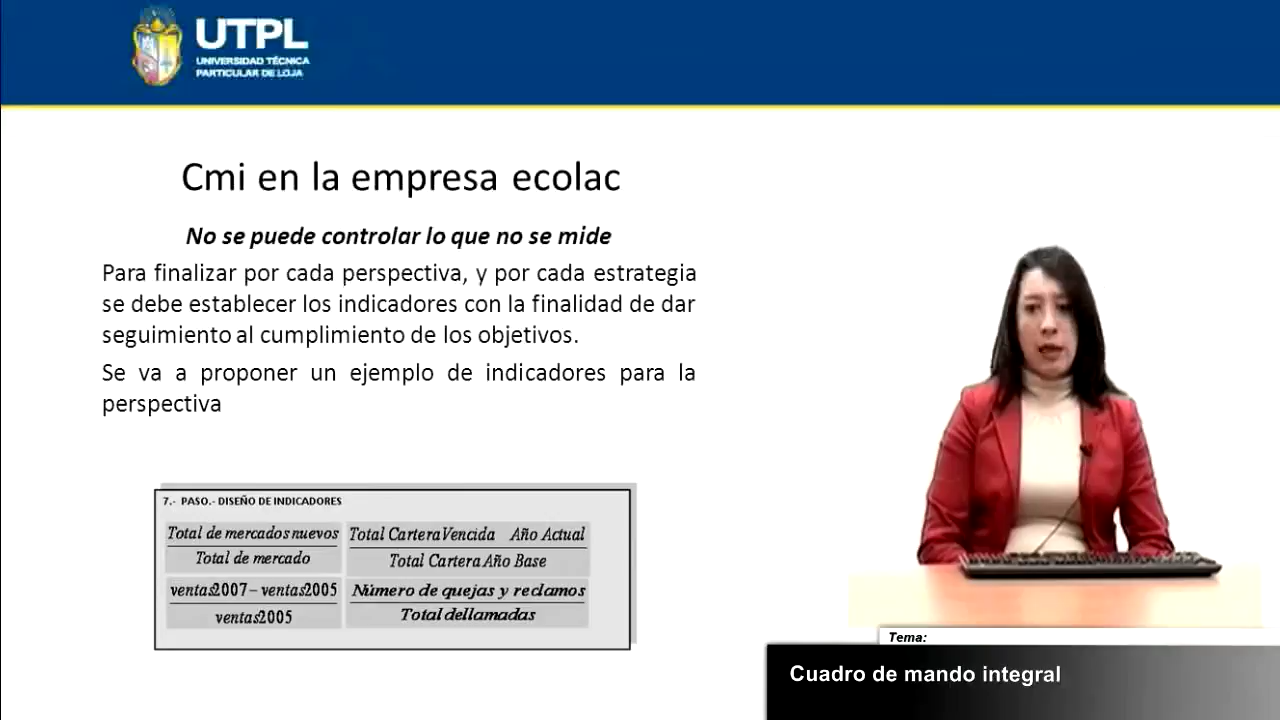 UTPL
UNIVERSIDAD TÉCNICA
PARTICULAR DE LOJA
Cmi en la empresa ecolac
No se puede controlar lo que no se mide
Para finalizar por cada perspectiva, y por cada estrategia
se debe establecer los indicadores con la finalidad de dar
seguimiento al cumplimiento de los objetivos.
Se va a proponer un ejemplo de indicadores para la
perspectiva
7.- PASO.- DISEÑO DE INDICADORES
Total de mercados nuevos
Total de mercado
Total Cartera Vencida Año Actual
Total Cartera Año Base
ventas2007 – ventas2005
ventas2005
Número de quejas y reclamos
Total dellamadas
Tema:
Cuadro de mando integral